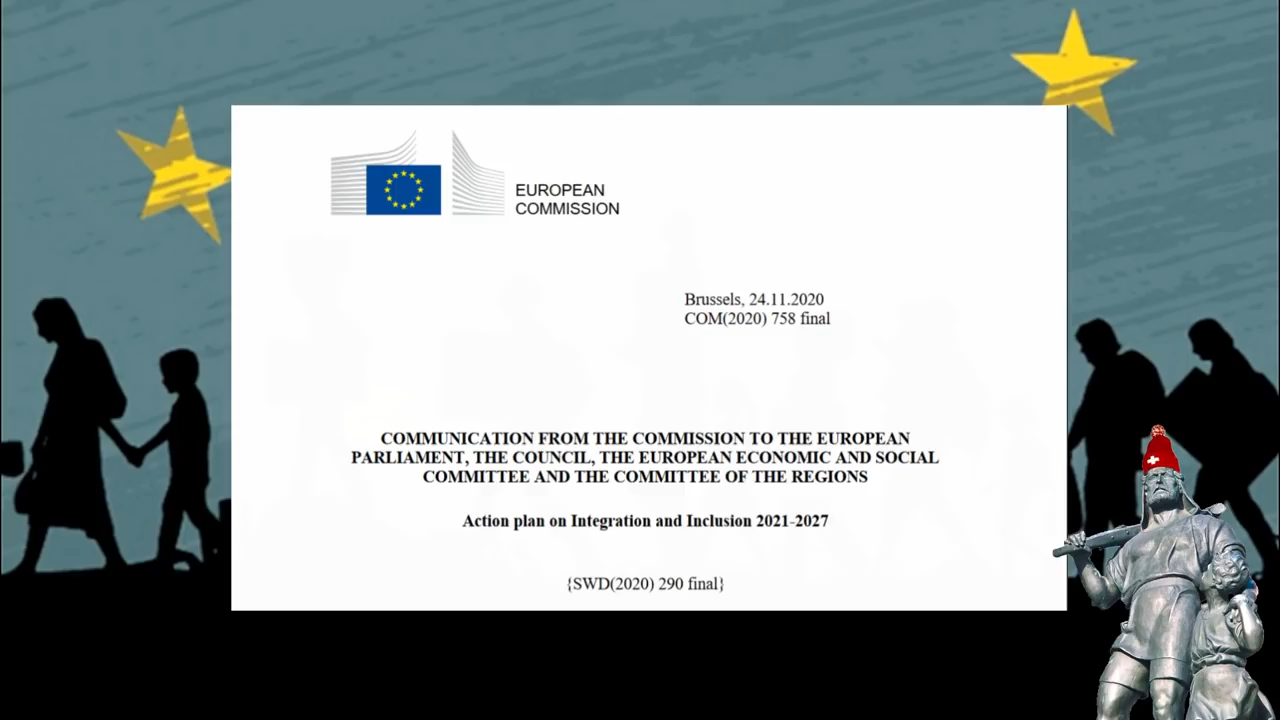 EUROPEAN
COMMISSION
Brussels, 24.11.2020
COM(2020) 758 final
COMMUNICATION FROM THE COMMISSION TO THE EUROPEAN
PARLIAMENT, THE COUNCIL, THE EUROPEAN ECONOMIC AND SOCIAL
COMMITTEE AND THE COMMITTEE OF THE REGIONS
Action plan on Integration and Inclusion 2021-2027
{SWD(2020) 290 final}